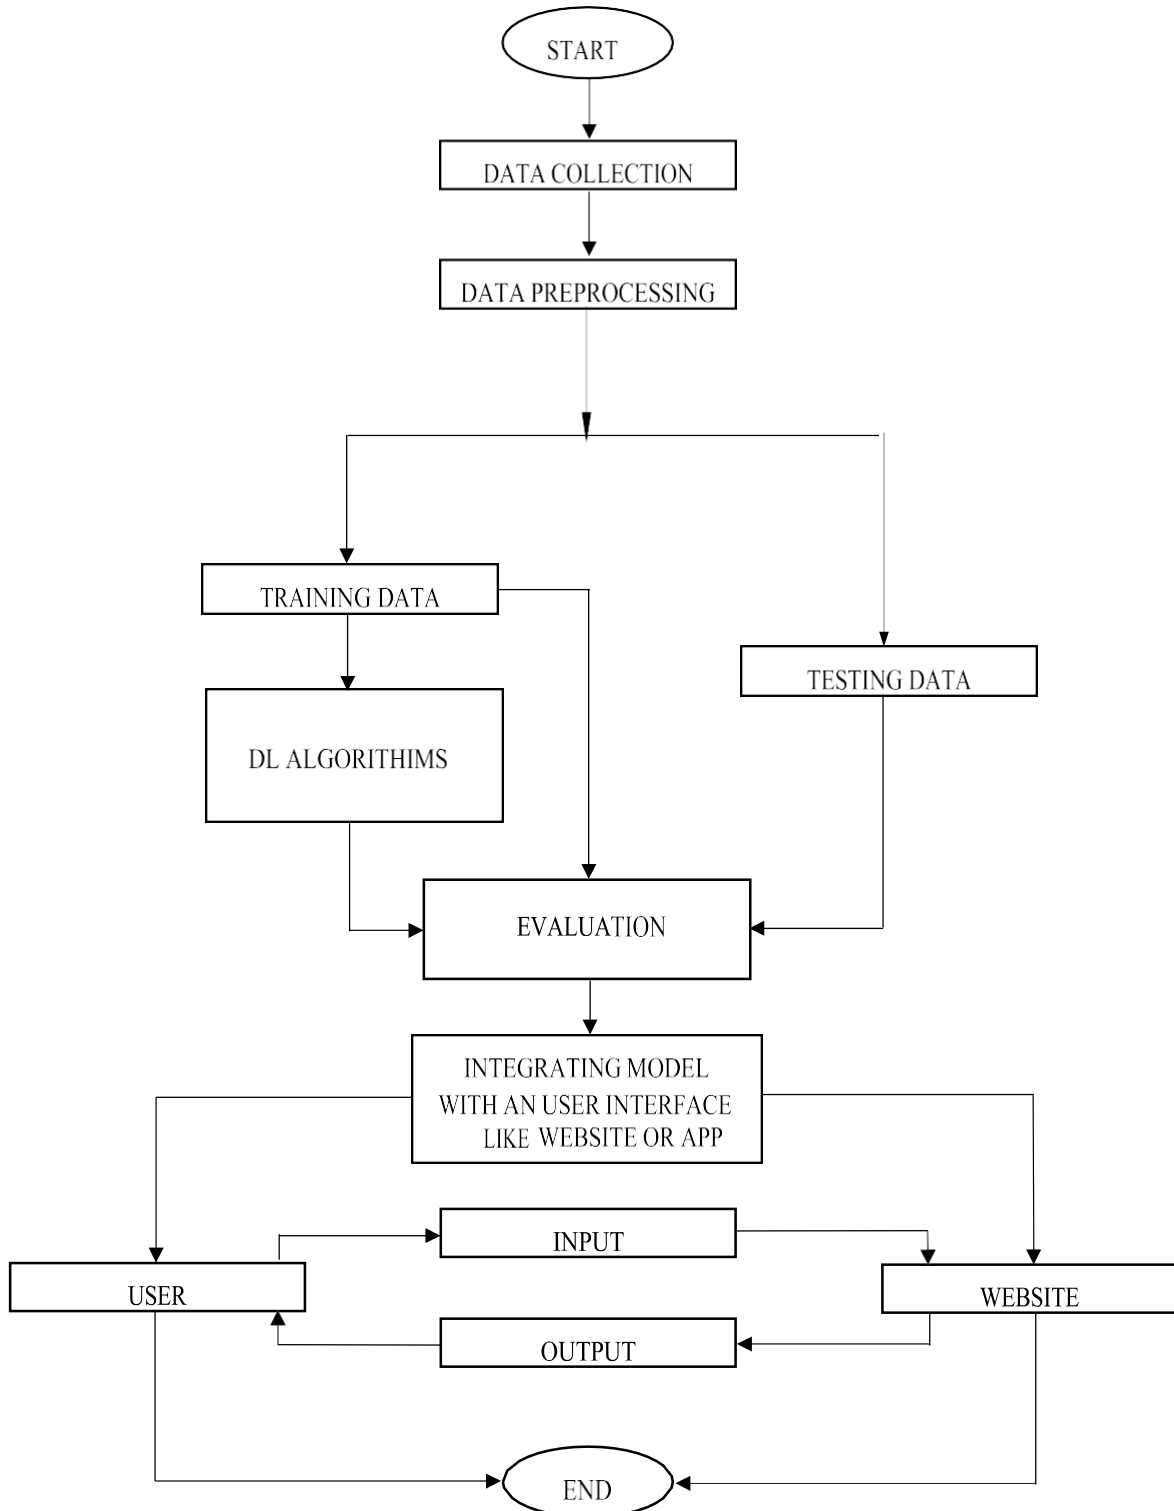 START
DATA COLLECTION
DATA PREPROCESSING
TRAINING DATA
TESTING DATA
DL ALGORITHIMS
EVALUATION
INTEGRATING MODEL
WITH AN USER INTERFACE
LIKE WEBSITE OR APP
INPUT
USER
WEBSITE
OUTPUT
END